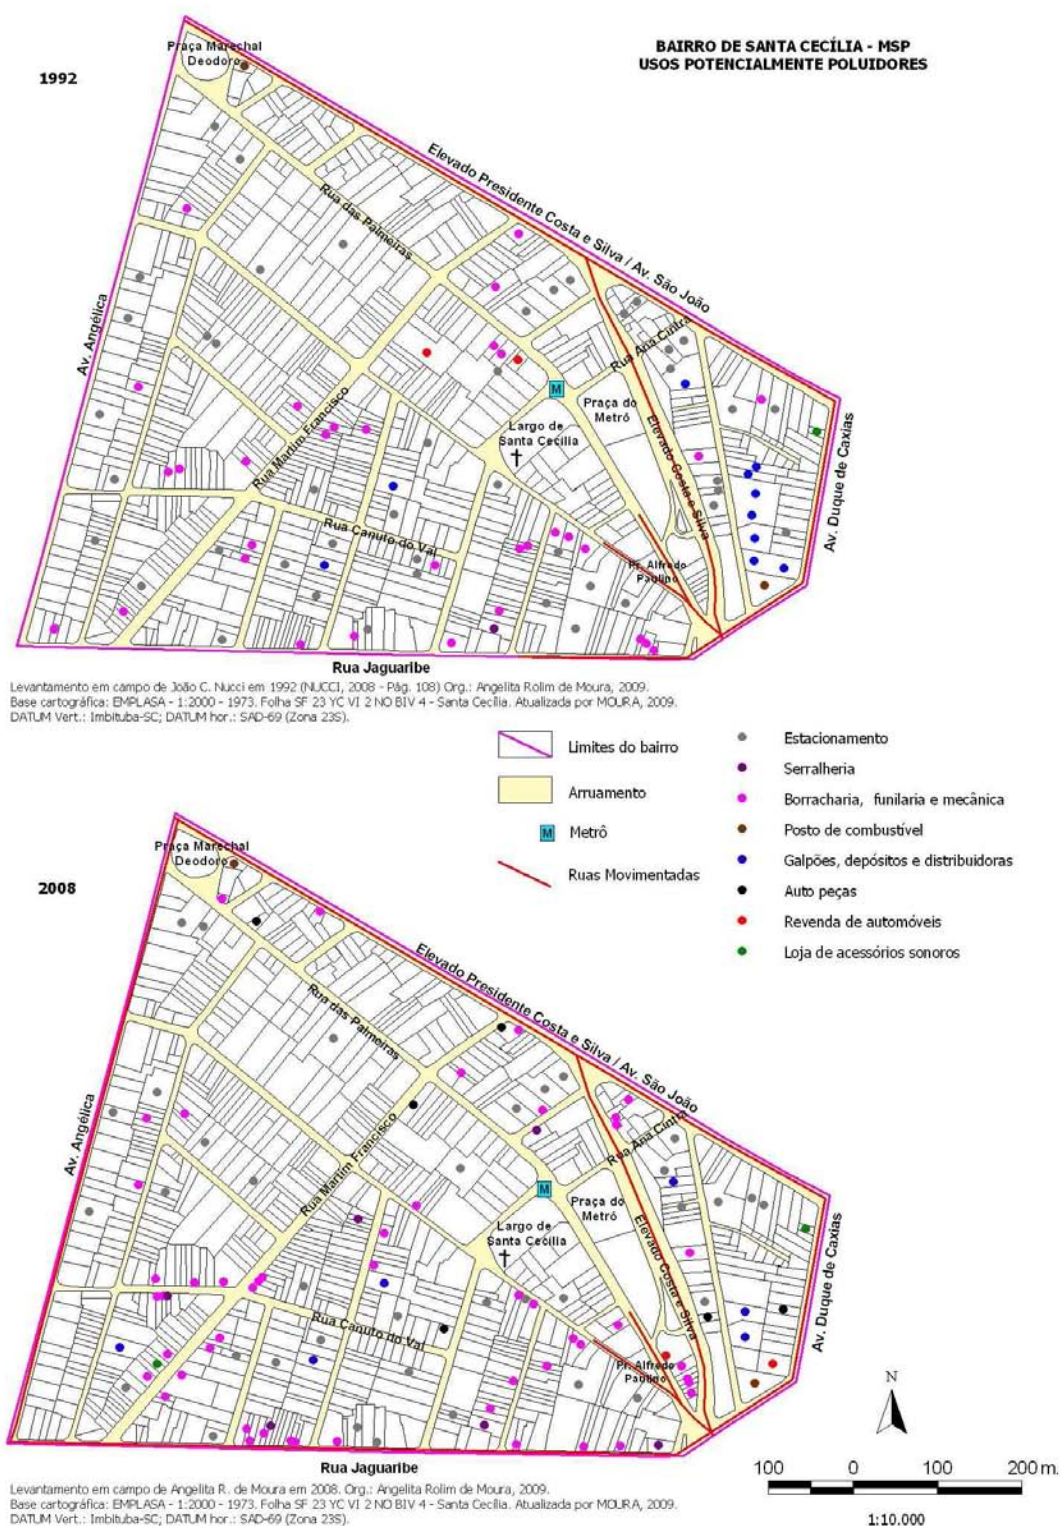 BAIRRO DE SANTA CECÍLIA - MSP
USOS POTENCIALMENTE POLUIDORES
1992
Praça Marechal
Deodoro
Elevado Presidente Costa e Silva / Av. São João
Rua das Palmeiras
Av. Angélica
Rua Ana Cintra
M
Praça do
Metrô
Largo de
Santa Cecília
Rua Martim Francisco
Elevado Costa e Silva
Av. Duque de Caxias
Rua Canuto do Val
Pr. Alfredo
Paulino
Rua Jaguaribe
Levantamento em campo de João C. Nucci em 1992 (NUCCI, 2008 - Pág. 108) Org.: Angelita Rolim de Moura, 2009.
Base cartográfica: EMPLASA - 1:2000 - 1973. Folha SF 23 YC VI 2 NO BIV 4 - Santa Cecília. Atualizada por MOURA, 2009.
DATUM Vert.: Imbituba-SC; DATUM hor.: SAD-69 (Zona 23S).
Limites do bairro
Arruamento
M Metrô
Ruas Movimentadas
Estacionamento
Serralheria
Borracharia, funilaria e mecânica
Posto de combustível
Galpões, depósitos e distribuidoras
Auto peças
Revenda de automóveis
Loja de acessórios sonoros
2008
Praça Marechal
Deodoro
Elevado Presidente Costa e Silva / Av. São João
Rua das Palmeiras
Av. Angélica
Rua Martim Francisco
Rua Ana Cintra
M
Praça do
Metrô
Largo de
Santa Cecília
Elevado Costa e Silva
Av. Duque de Caxias
Rua Canuto do Val
Pr. Alfredo
Paulino
Rua Jaguaribe
N
100 0 100 200 m.
1:10.000
Levantamento em campo de Angelita R. de Moura em 2008. Org.: Angelita Rolim de Moura, 2009.
Base cartográfica: EMPLASA - 1:2000 - 1973. Folha SF 23 YC VI 2 NO BIV 4 - Santa Cecília. Atualizada por MOURA, 2009.
DATUM Vert.: Imbituba-SC; DATUM hor.: SAD-69 (Zona 23S).